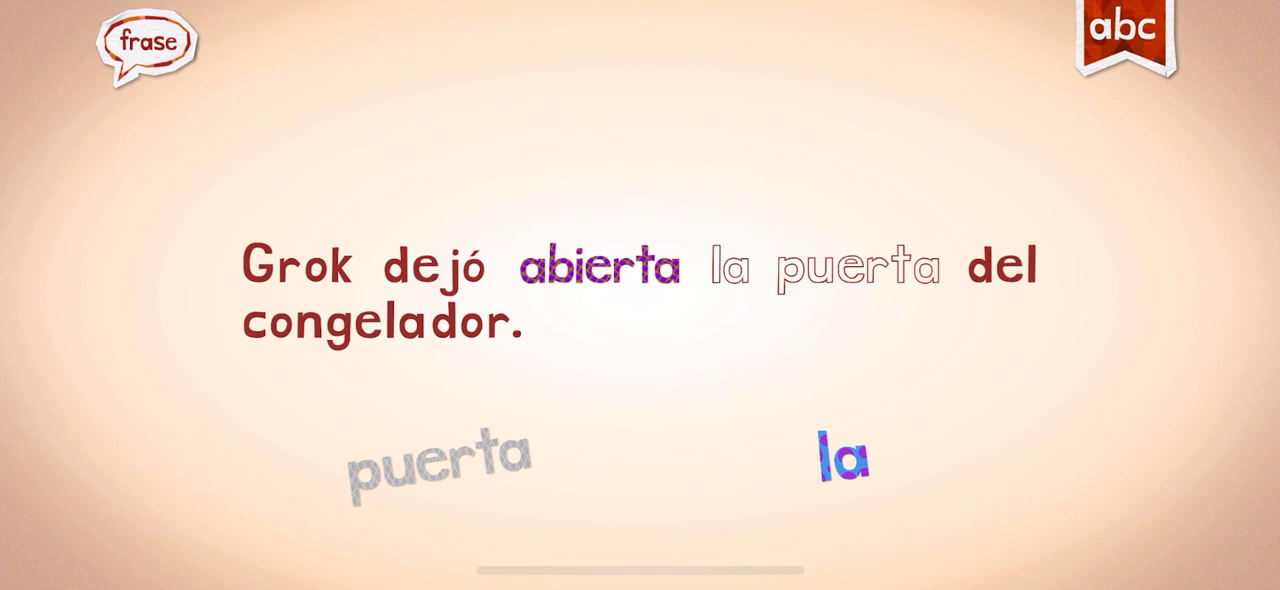 frase
abc
Grok dejó abierta la puerta del
congelador.
puerta
la